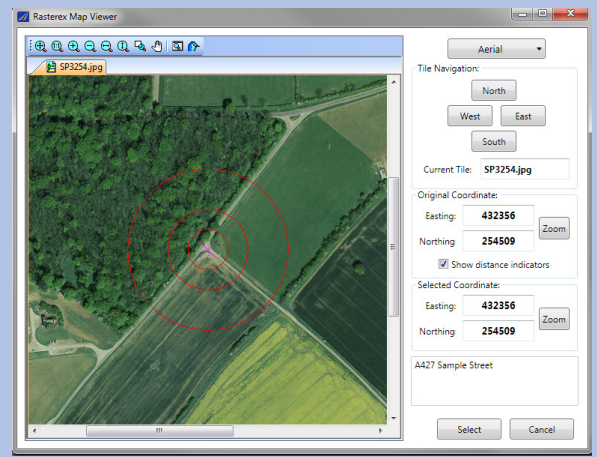 Rasterex Map Viewer
SP3254.jpg
Aerial
Tile Navigation:
North
West East
South
Current Tile: SP3254.jpg
Original Coordinate:
Easting: 432356
Zoom
Northing: 254509
Show distance indicators
Selected Coordinate:
Easting: 432356
Zoom
Northing: 254509
A427 Sample Street
Select Cancel